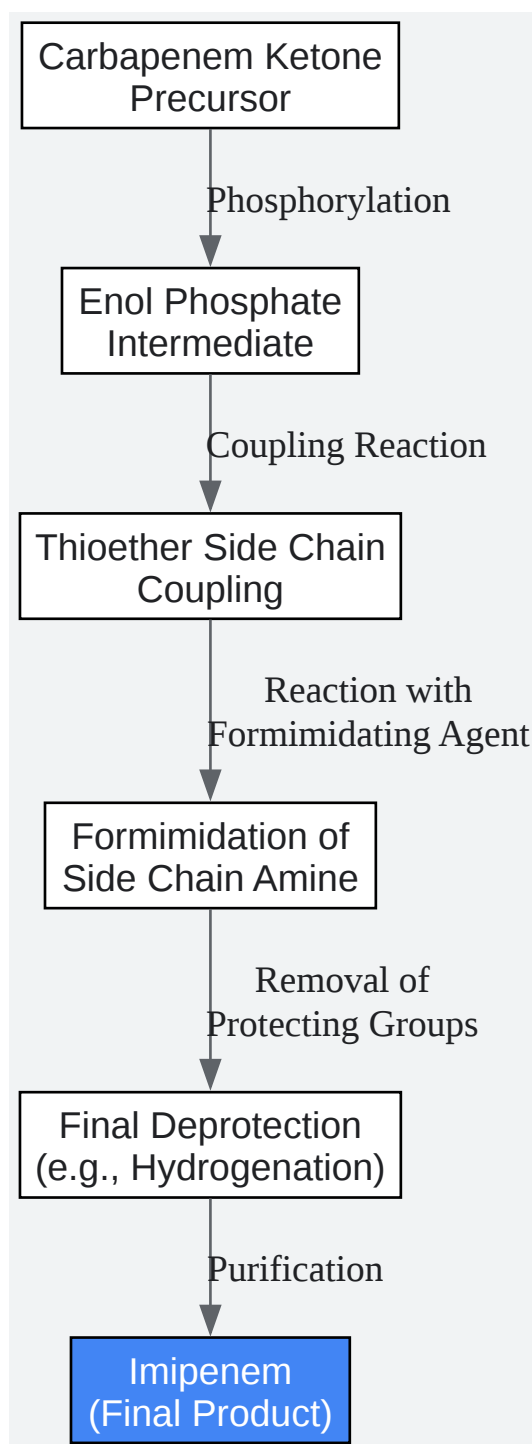 Carbapenem Ketone
Precursor
Phosphorylation
Enol Phosphate
Intermediate
Coupling Reaction
Thioether Side Chain
Coupling
Reaction with
Formimidating Agent
Formimidation of
Side Chain Amine
Removal of
Protecting Groups
Final Deprotection
(e.g., Hydrogenation)
Purification
Imipenem
(Final Product)